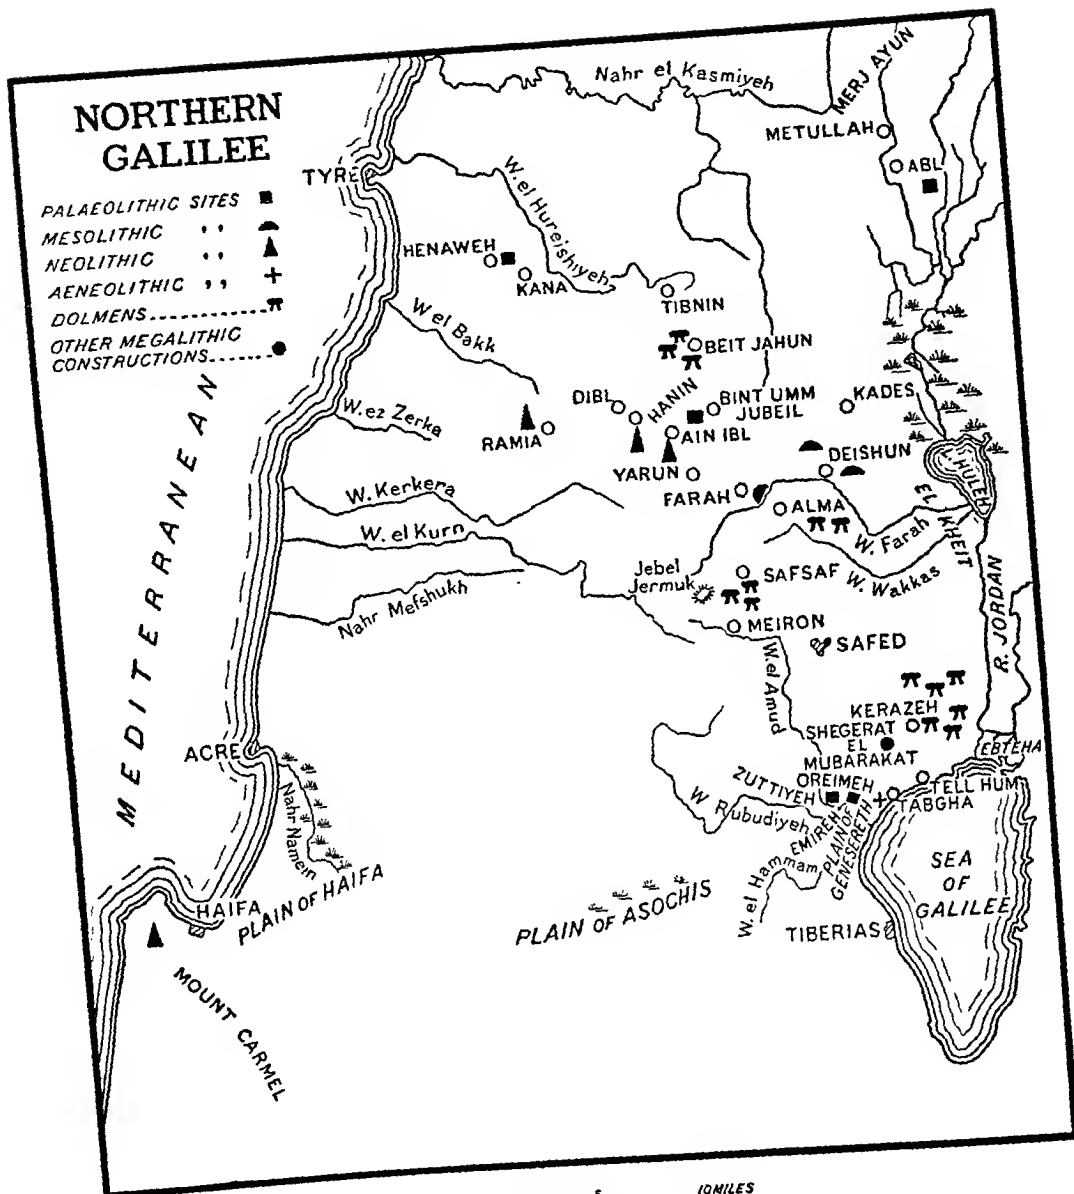 NORTHERN
GALILEE
PALAEOLITHIC SITES
MESOLITHIC ,,
NEOLITHIC ,,
AENEOLITHIC ,,
DOLMENS
OTHER MEGALITHIC
CONSTRUCTIONS
Nahr el Kasmiyeh
MERJ AYUN
METULLAH
ABL
TYRE
W. el Hureishiyeh
HENAWEH
KANA
TIBNIN
W el Bakk
BEIT JAHUN
DIBL
HANIN
BINT UMM
JUBEIL
KADES
W. ez Zerka
RAMIA
AIN IBL
YARUN
DEISHUN
HULEH
FARAH
ALMA
EL KHEIT
W. Kerkera
W. Farah
W. el Kurn
W. Wakkas
Jebel
Jermuk
SAFSAF
Nahr Mefshukh
MEIRON
SAFED
R. JORDAN
W. el Amud
MEDITERRANEAN
KERAZEH
SHEGERAT
EL
MUBARAKAT
EBTEHA
ACRE
OREIMEH
ZUTTIYEH
TELL HUM
TABGHA
Nahr Namein
W Rubudiyeh
EMIREH
PLAIN OF
GENESERETH
W. el Hammam
SEA
OF
GALILEE
HAIFA
PLAIN OF HAIFA
PLAIN OF ASOCHIS
TIBERIAS
MOUNT CARMEL
5 10 MILES